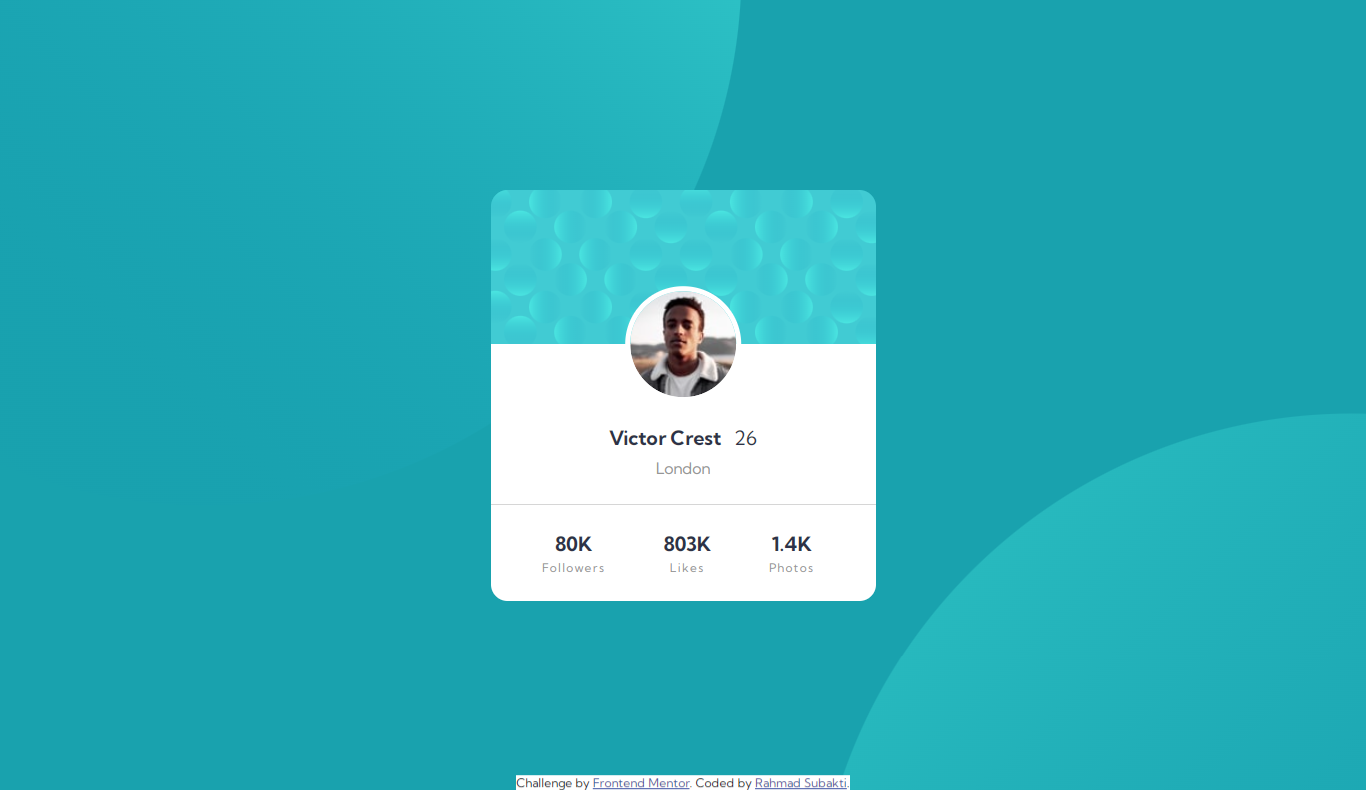 Victor Crest 26
London
80K 803K 1.4K
Followers Likes Photos
Challenge by Frontend Mentor. Coded by Rahmad Subakti.